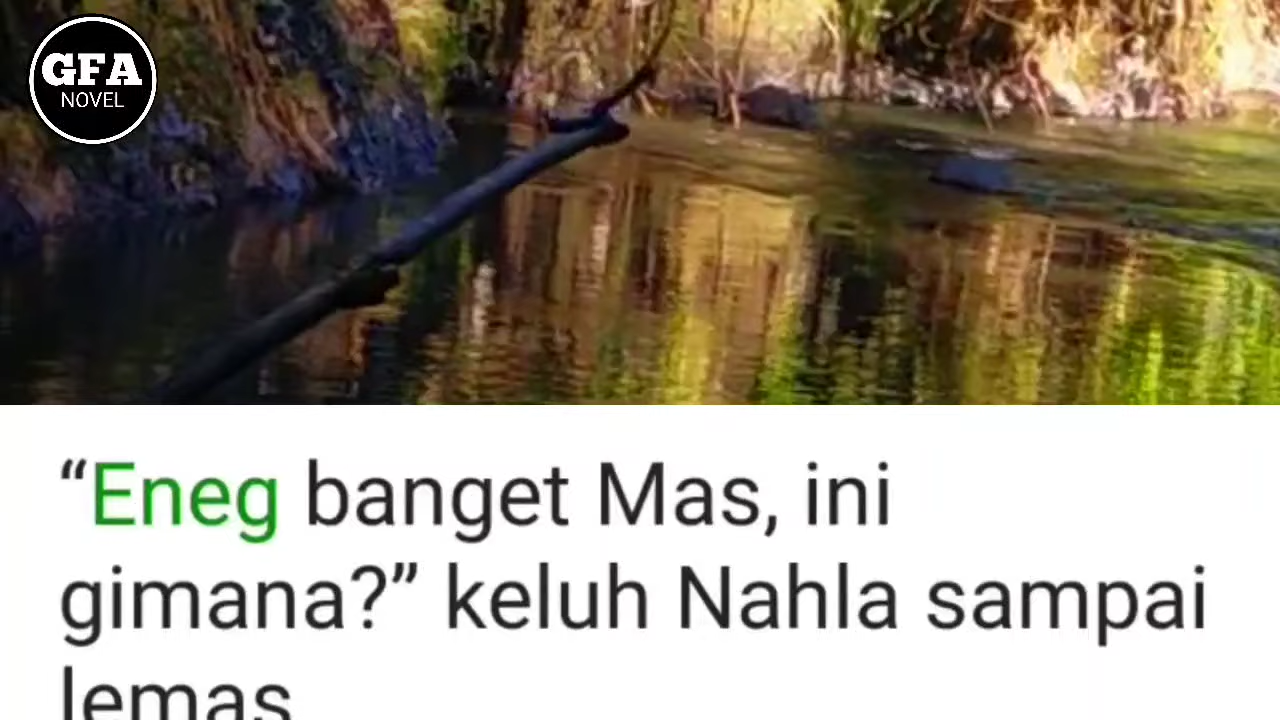 GFA
NOVEL
“Eneg banget Mas, ini
gimana?” keluh Nahla sampai
lemas